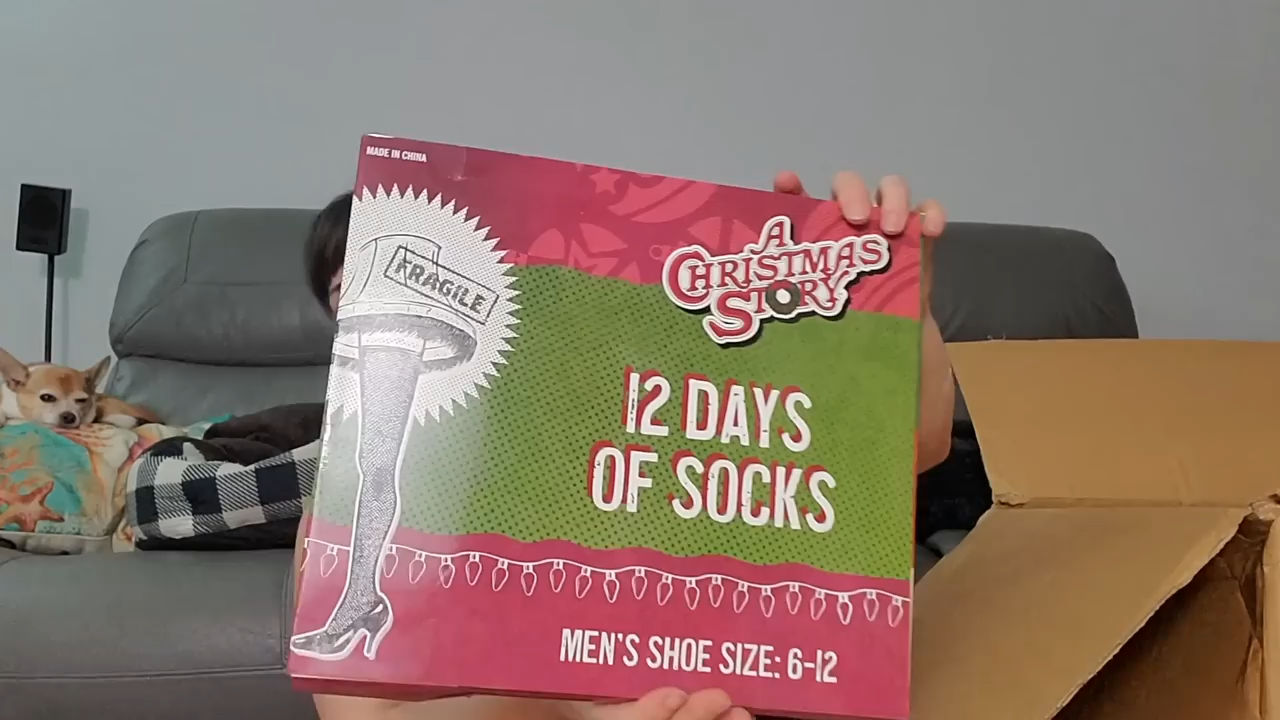 MADE IN CHINA
FRAGILE
A
CHRISTMAS
STORY
12 DAYS
OF SOCKS
MEN'S SHOE SIZE: 6-12